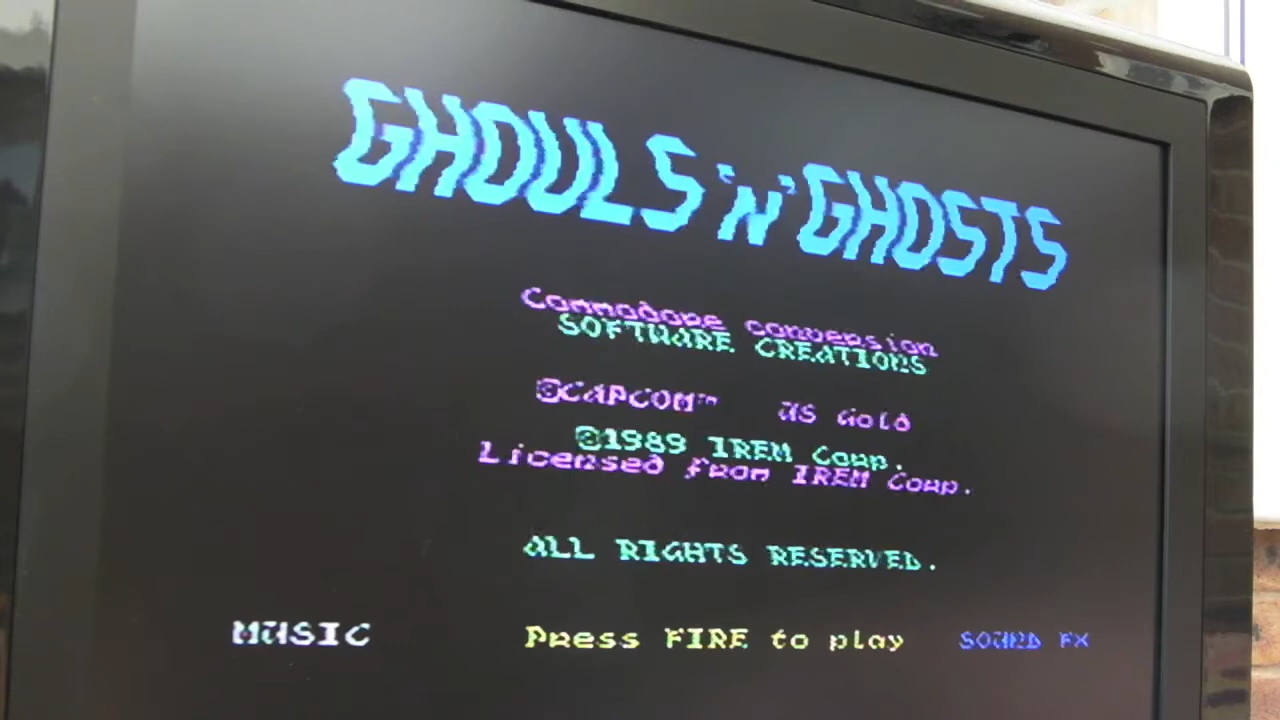 GHOULS 'N' GHOSTS
Commodore conversion
SOFTWARE CREATIONS
©CAPCOM™ US Gold
©1989 IREM Corp.
Licensed from IREM Corp.
ALL RIGHTS RESERVED.
MUSIC Press FIRE to play SOUND FX